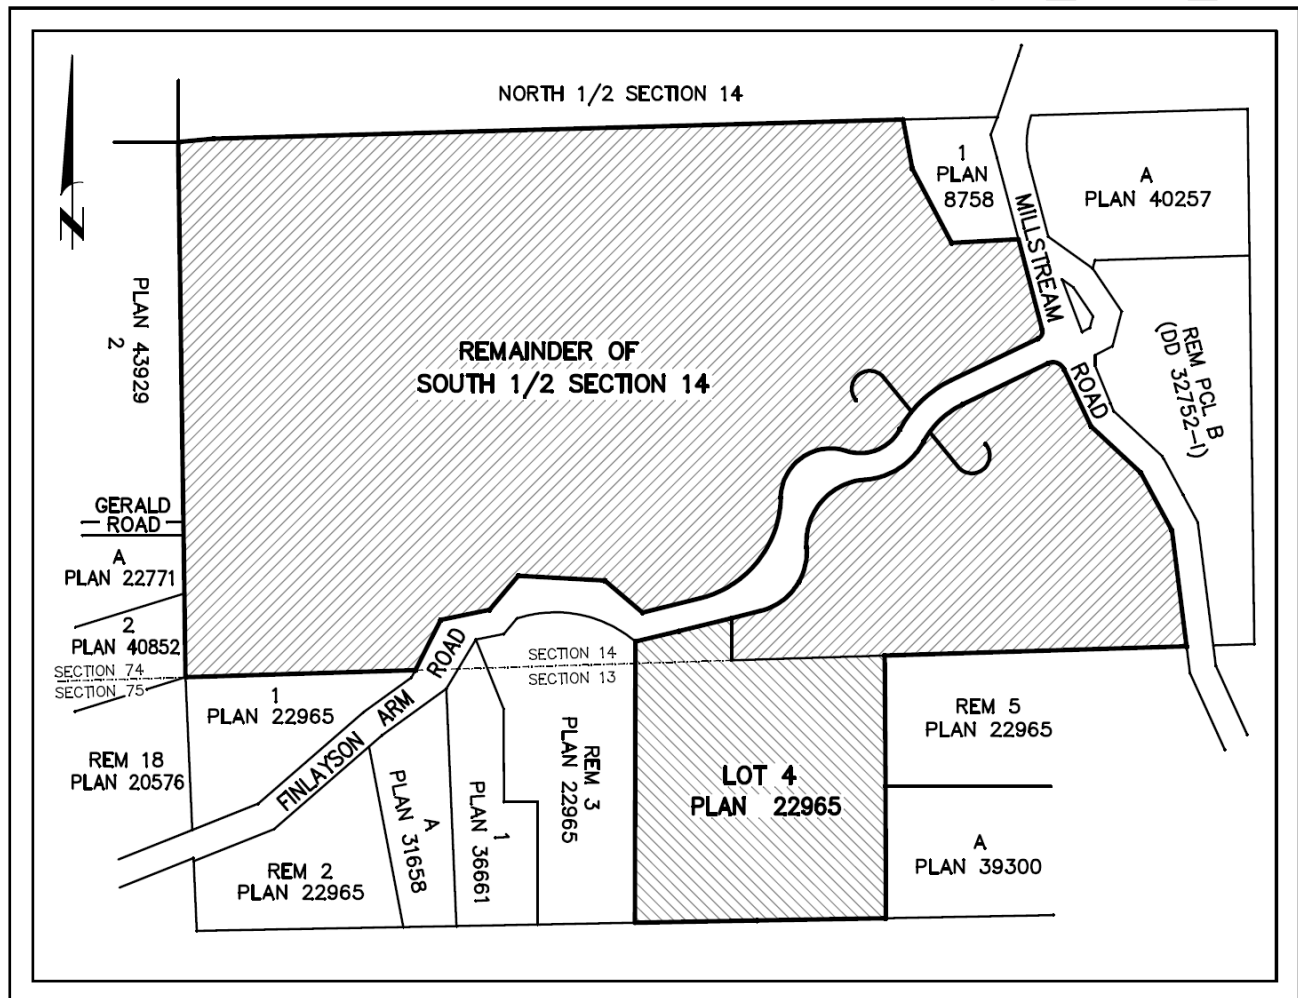 NORTH 1/2 SECTION 14
1
PLAN
8758
A
PLAN 40257
N
MILLSTREAM
ROAD
PLAN 43929
2
REM PCL B
(DD 32752-I)
REMAINDER OF
SOUTH 1/2 SECTION 14
GERALD
ROAD
A
PLAN 22771
2
PLAN 40852
SECTION 74
SECTION 75
SECTION 14
SECTION 13
FINLAYSON ARM ROAD
1
PLAN 22965
REM 18
PLAN 20576
REM 2
PLAN 22965
A
PLAN 31658
1
PLAN 36661
REM 3
PLAN 22965
LOT 4
PLAN 22965
REM 5
PLAN 22965
A
PLAN 39300